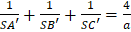 1/SA′ + 1/SB′ + 1/SC′ = 4/a